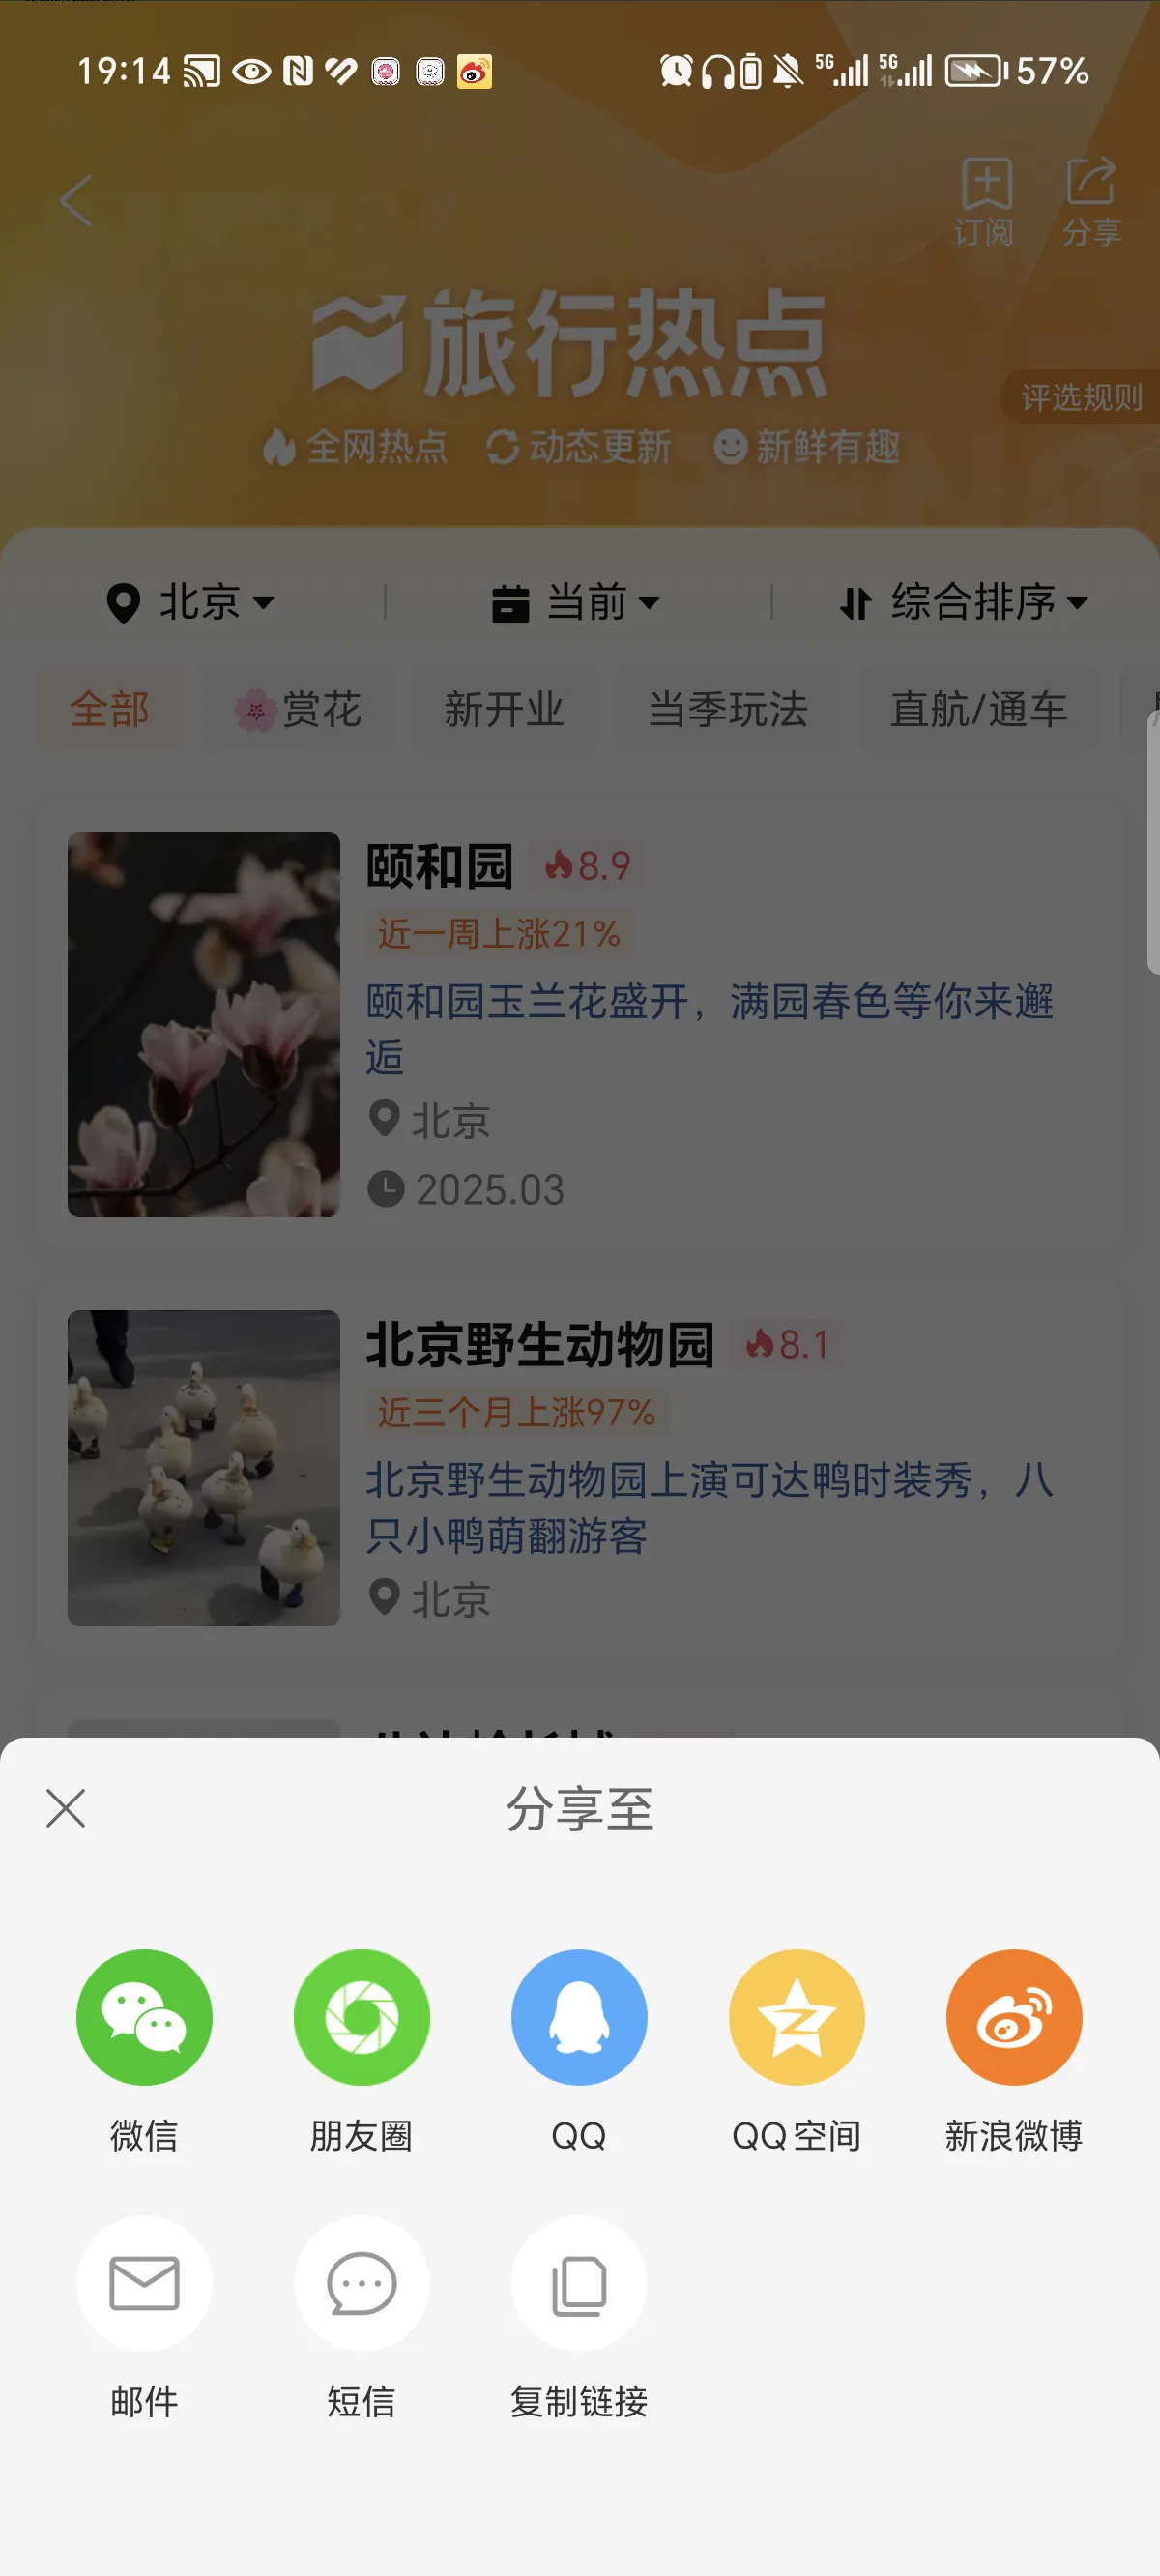 19:14 5G 5G 57%
订阅 分享
旅行热点
评选规则
全网热点 动态更新 新鲜有趣
北京 当前 综合排序
全部 🌸赏花 新开业 当季玩法 直航/通车
颐和园 8.9
近一周上涨21%
颐和园玉兰花盛开，满园春色等你来邂
逅
北京
2025.03
北京野生动物园 8.1
近三个月上涨97%
北京野生动物园上演可达鸭时装秀，八
只小鸭萌翻游客
北京
分享至
微信 朋友圈 QQ QQ空间 新浪微博
邮件 短信 复制链接